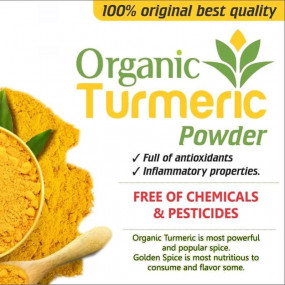 100% original best quality
Organic
Turmeric
Powder
✓ Full of antioxidants
✓ Inflammatory properties.
FREE OF CHEMICALS
& PESTICIDES
Organic Turmeric is most powerful
and popular spice.
Golden Spice is most nutritious to
consume and flavor some.